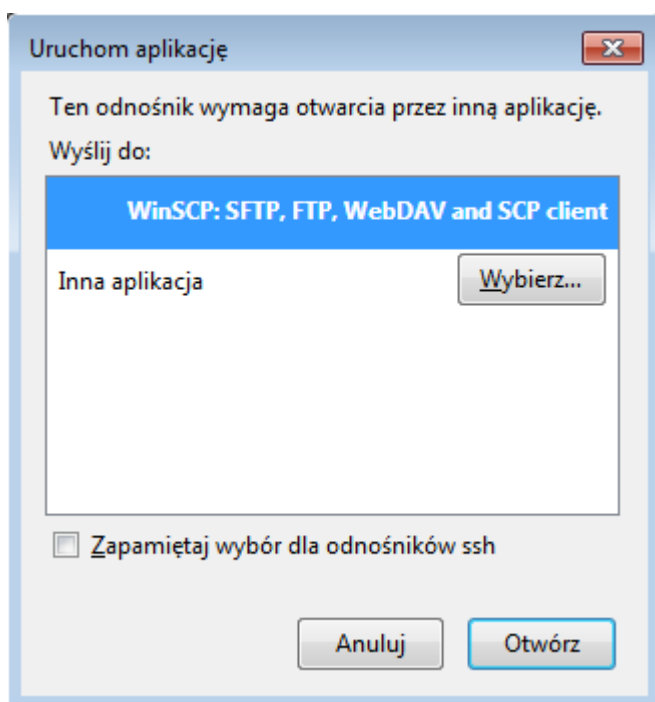 Uruchom aplikację
Ten odnośnik wymaga otwarcia przez inną aplikację.
Wyślij do:
WinSCP: SFTP, FTP, WebDAV and SCP client
Inna aplikacja
Wybierz...
Zapamiętaj wybór dla odnośników ssh
Anuluj
Otwórz